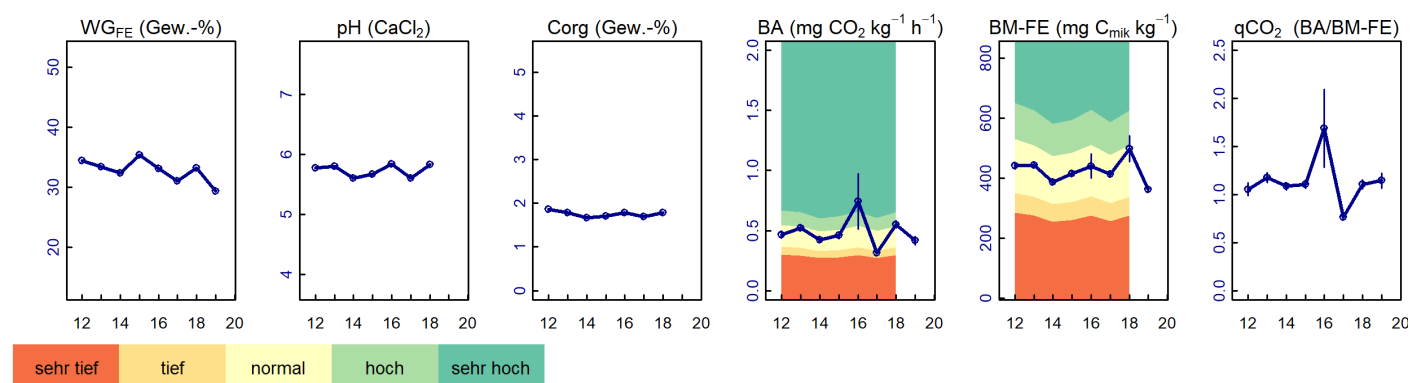 WG_FE (Gew.-%)
50
40
30
20
12 14 16 18 20
pH (CaCl₂)
7
6
5
4
12 14 16 18 20
Corg (Gew.-%)
5
4
3
2
1
0
12 14 16 18 20
BA (mg CO₂ kg⁻¹ h⁻¹)
2.0
1.5
1.0
0.5
0.0
12 14 16 18 20
BM-FE (mg C_mik kg⁻¹)
800
600
400
200
0
12 14 16 18 20
qCO₂ (BA/BM-FE)
2.5
2.0
1.5
1.0
0.5
0.0
12 14 16 18 20
sehr tief tief normal hoch sehr hoch